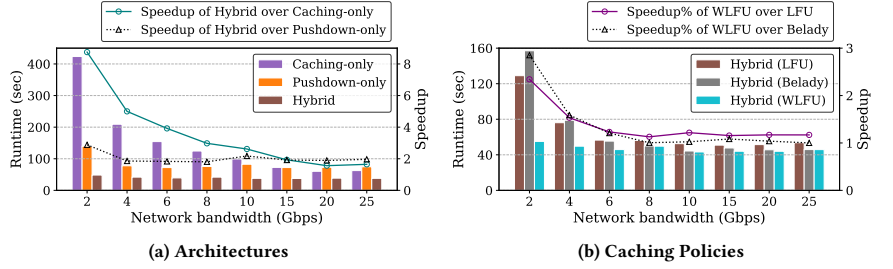 Speedup of Hybrid over Caching-only
Speedup of Hybrid over Pushdown-only
Caching-only
Pushdown-only
Hybrid
Runtime (sec)
400
300
200
100
0
8
6
4
2
0
Speedup
2 4 6 8 10 15 20 25
Network bandwidth (Gbps)
(a) Architectures
Speedup% of WLFU over LFU
Speedup% of WLFU over Belady
Hybrid (LFU)
Hybrid (Belady)
Hybrid (WLFU)
Runtime (sec)
160
120
80
40
0
3
2
1
0
Speedup
2 4 6 8 10 15 20 25
Network bandwidth (Gbps)
(b) Caching Policies